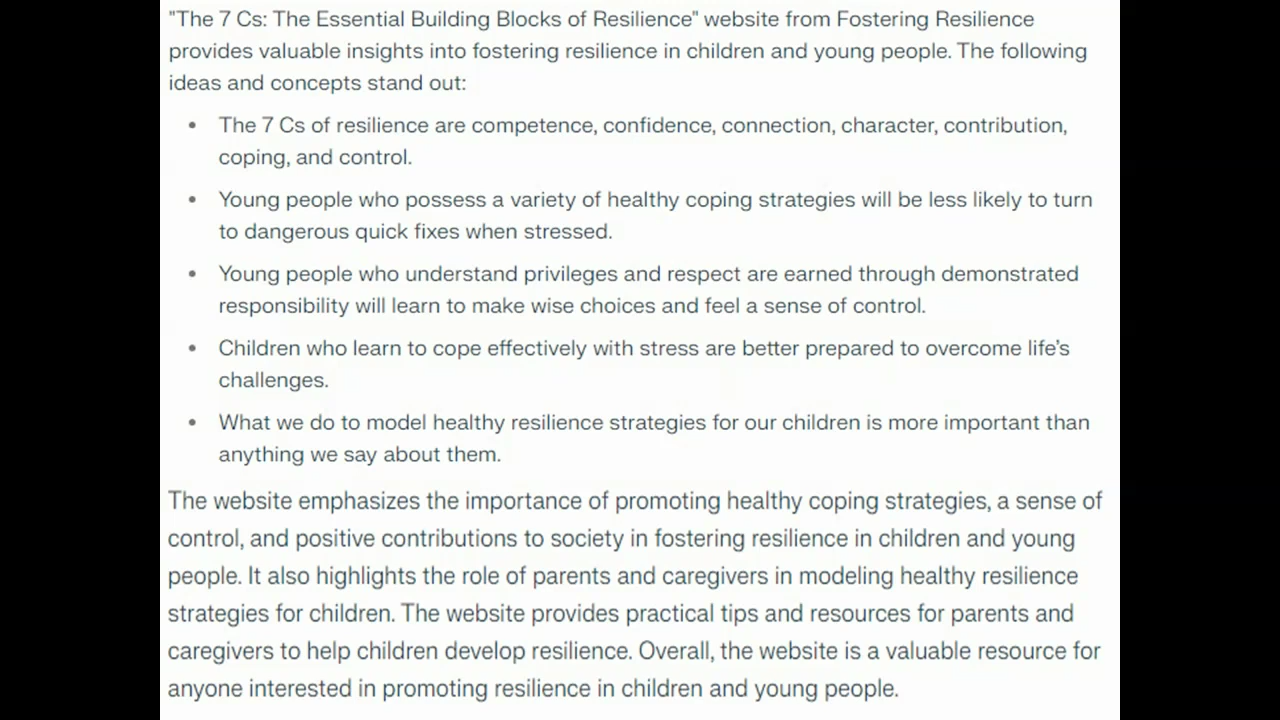 "The 7 Cs: The Essential Building Blocks of Resilience" website from Fostering Resilience
provides valuable insights into fostering resilience in children and young people. The following
ideas and concepts stand out:
• The 7 Cs of resilience are competence, confidence, connection, character, contribution,
coping, and control.
• Young people who possess a variety of healthy coping strategies will be less likely to turn
to dangerous quick fixes when stressed.
• Young people who understand privileges and respect are earned through demonstrated
responsibility will learn to make wise choices and feel a sense of control.
• Children who learn to cope effectively with stress are better prepared to overcome life's
challenges.
• What we do to model healthy resilience strategies for our children is more important than
anything we say about them.
The website emphasizes the importance of promoting healthy coping strategies, a sense of
control, and positive contributions to society in fostering resilience in children and young
people. It also highlights the role of parents and caregivers in modeling healthy resilience
strategies for children. The website provides practical tips and resources for parents and
caregivers to help children develop resilience. Overall, the website is a valuable resource for
anyone interested in promoting resilience in children and young people.